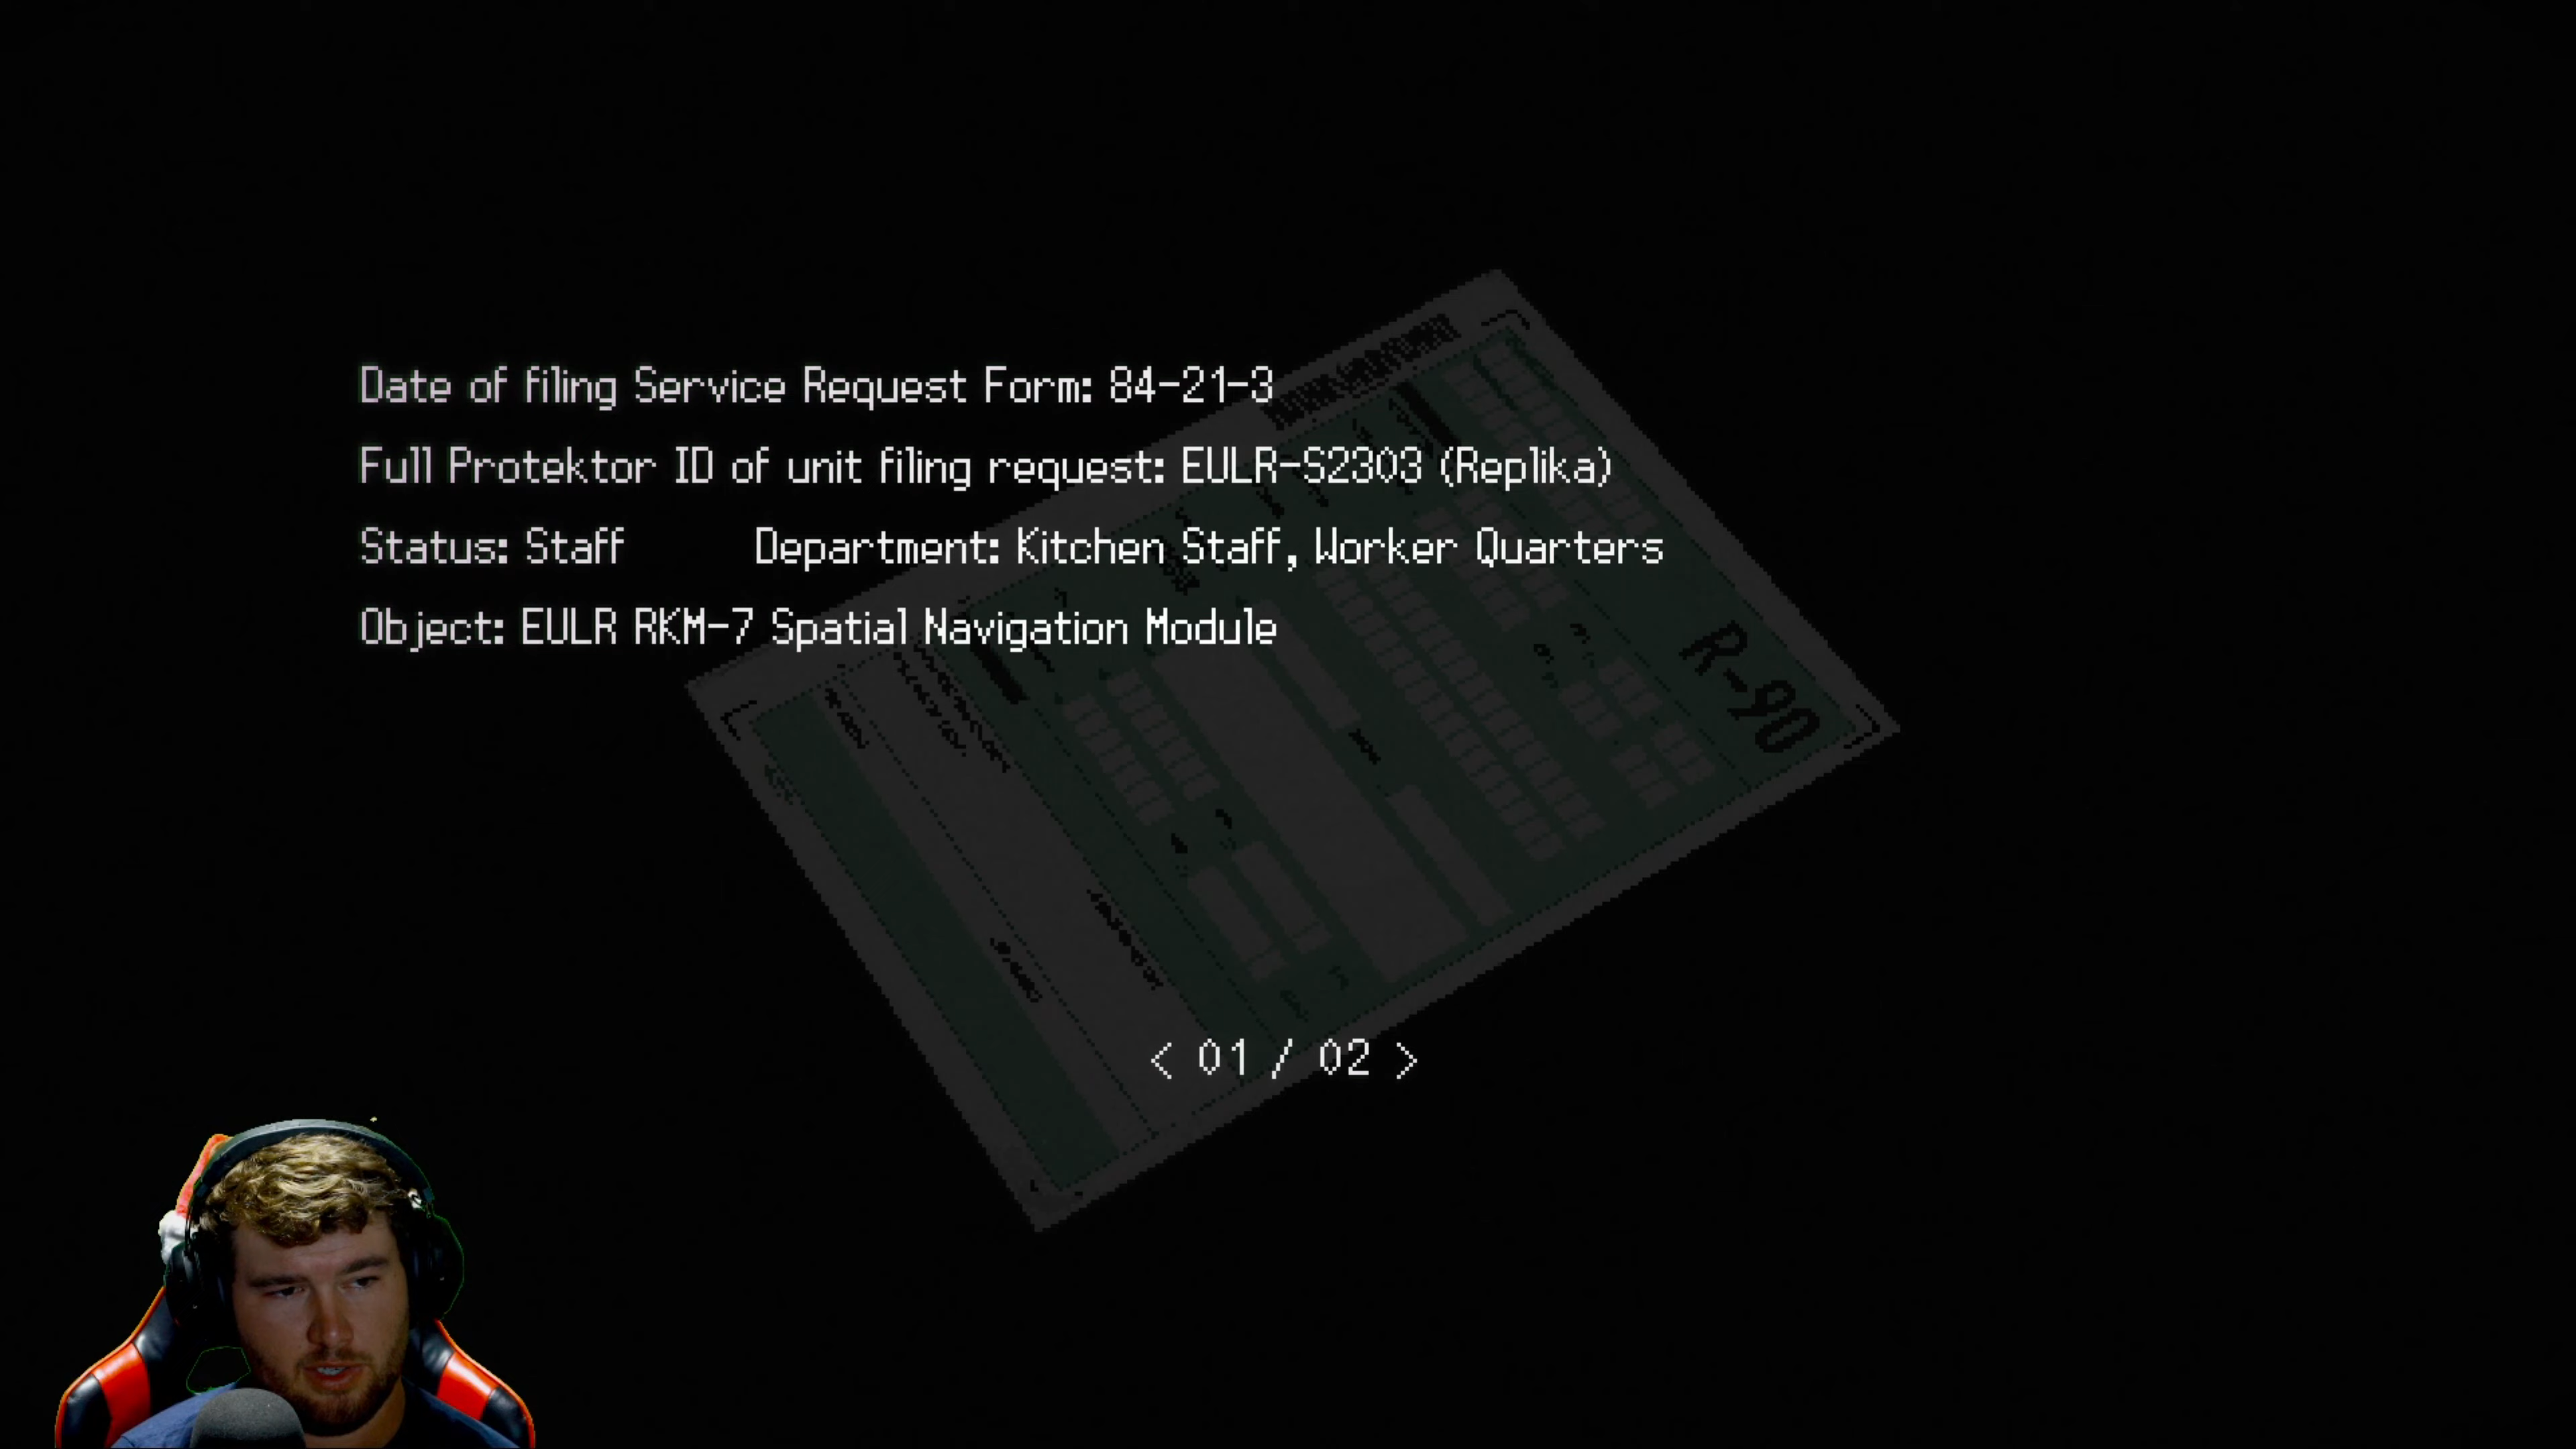 Date of filing Service Request Form: 84-21-3
Full Protektor ID of unit filing request: EULR-S2303 (Replika)
Status: Staff Department: Kitchen Staff, Worker Quarters
Object: EULR RKM-7 Spatial Navigation Module
R-90
< 01 / 02 >